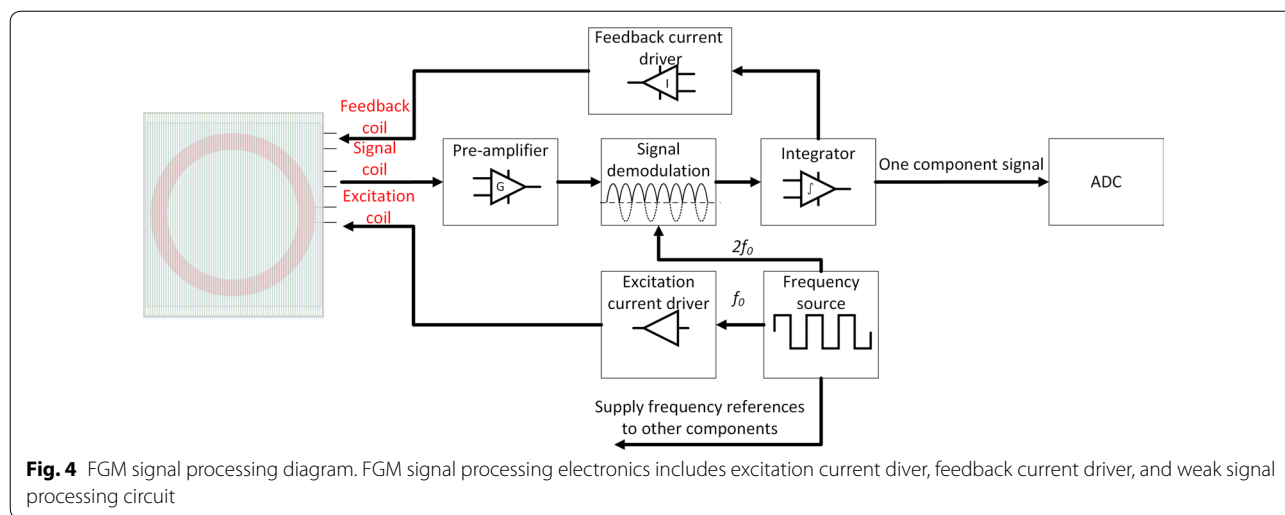 Feedback current
driver
I
Feedback
coil
Signal
coil
Excitation
coil
Pre-amplifier
G
Signal
demodulation
Integrator
∫
One component signal
ADC
2f₀
Excitation
current driver
f₀
Frequency
source
Supply frequency references
to other components
Fig. 4 FGM signal processing diagram. FGM signal processing electronics includes excitation current diver, feedback current driver, and weak signal
processing circuit